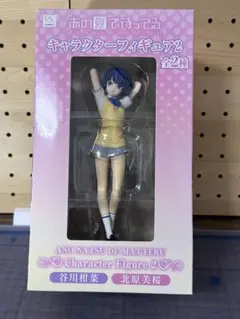 あの夏で待ってる
キャラクターフィギュア2
全2種
ANO NATSU DE MATTERU
Character Figure 2
谷川柑菜
北原美桜